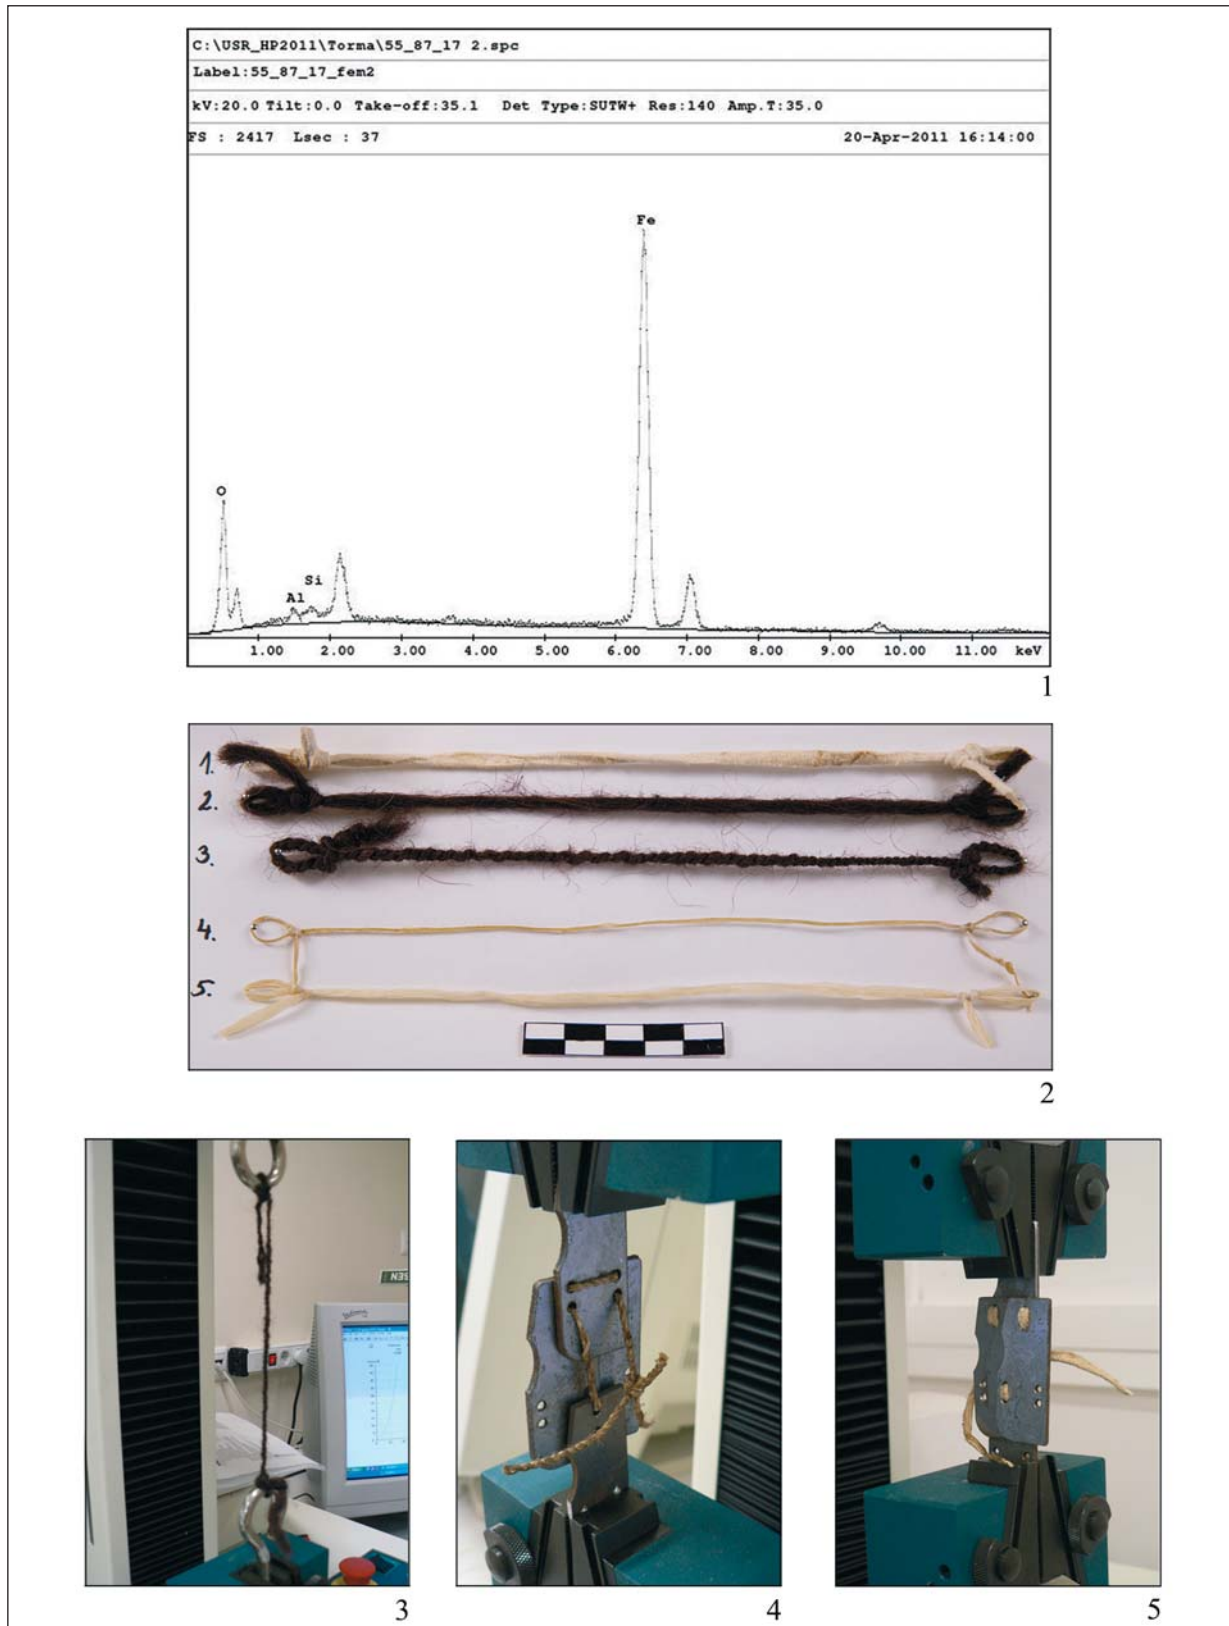 C:\USR_HP2011\Torma\55_87_17 2.spc
Label:55_87_17_fem2
kV:20.0 Tilt:0.0 Take-off:35.1 Det Type:SUTW+ Res:140 Amp.T:35.0
FS : 2417 Lsec : 37 20-Apr-2011 16:14:00
Fe
O
Si
Al
1.00 2.00 3.00 4.00 5.00 6.00 7.00 8.00 9.00 10.00 11.00 keV
1
1.
2.
3.
4.
5.
2
3
4
5